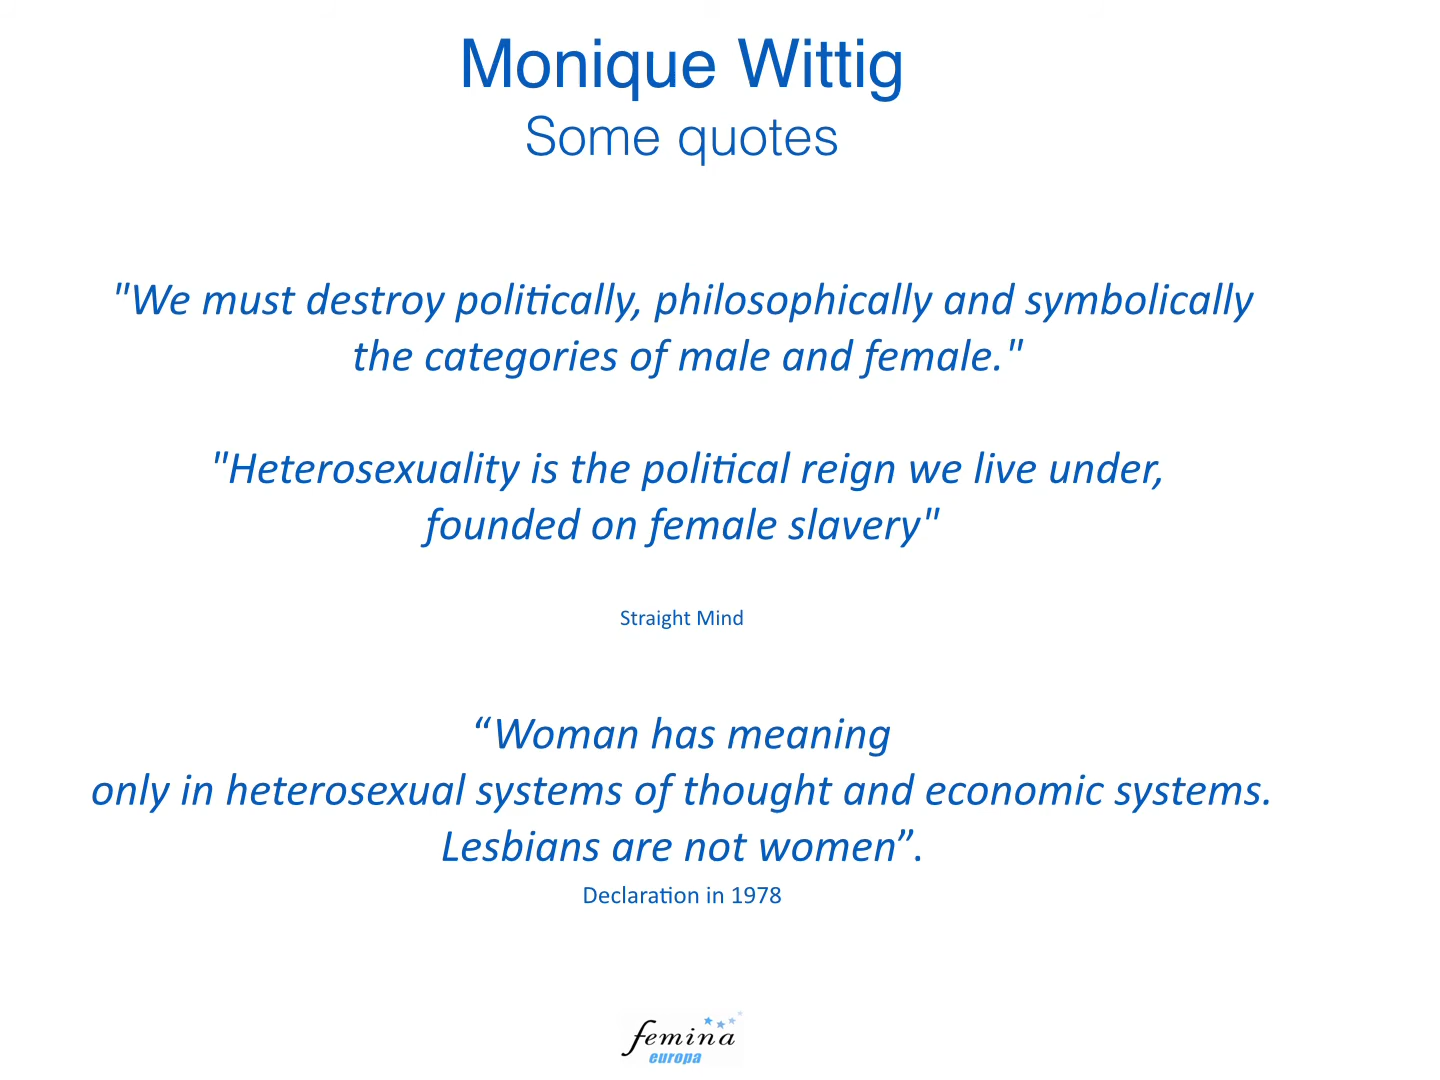 Monique Wittig
Some quotes
"We must destroy politically, philosophically and symbolically
the categories of male and female."
"Heterosexuality is the political reign we live under,
founded on female slavery"
Straight Mind
“Woman has meaning
only in heterosexual systems of thought and economic systems.
Lesbians are not women”.
Declaration in 1978
femina
europa